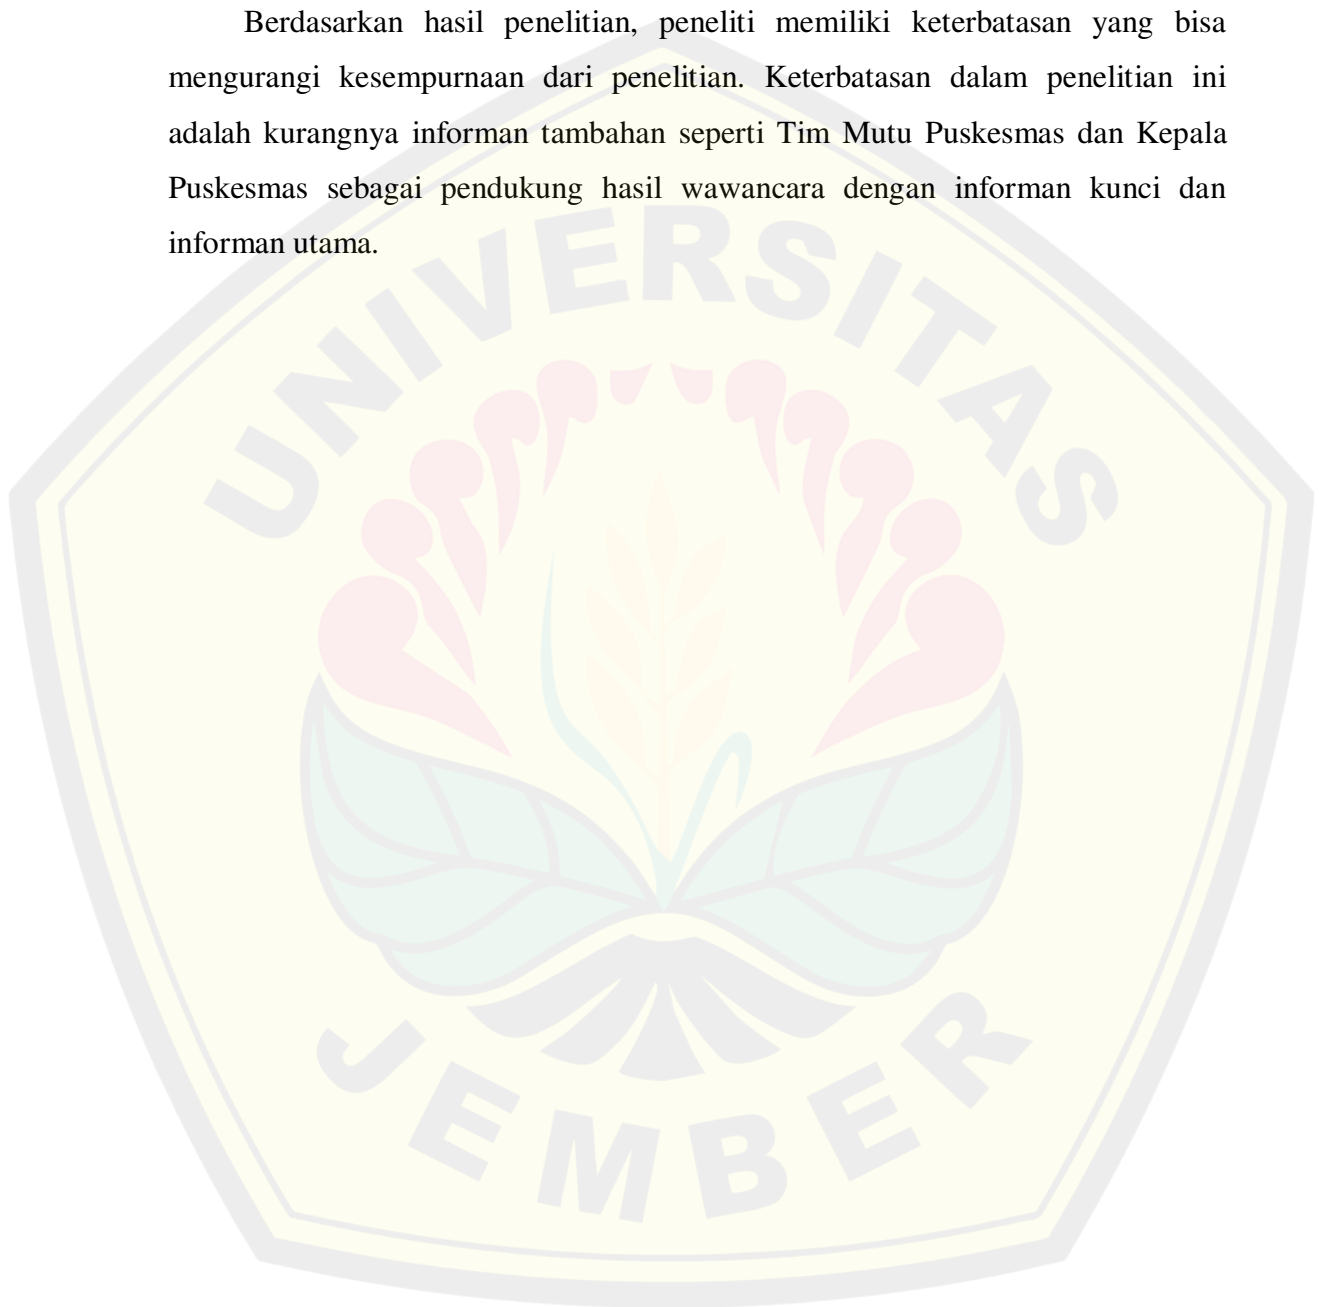 Berdasarkan hasil penelitian, peneliti memiliki keterbatasan yang bisa
mengurangi kesempurnaan dari penelitian. Keterbatasan dalam penelitian ini
adalah kurangnya informan tambahan seperti Tim Mutu Puskesmas dan Kepala
Puskesmas sebagai pendukung hasil wawancara dengan informan kunci dan
informan utama.
UNIVERSITAS
JEMBER